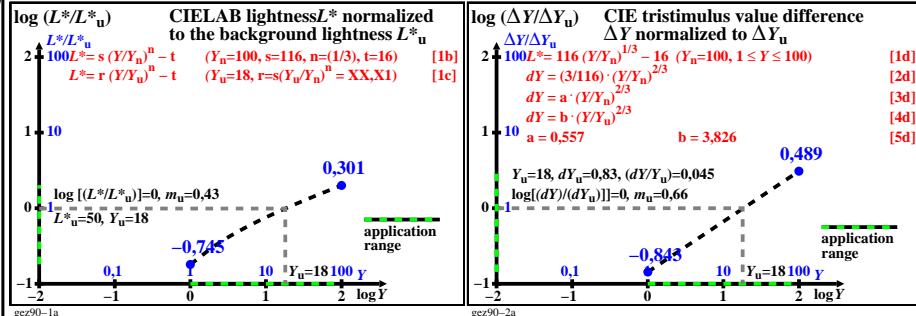 log (L*/L*u)
CIELAB lightness L* normalized
to the background lightness L*u
L*/L*u
2
100
L*= s (Y/Yn)^n − t (Yn=100, s=116, n=(1/3), t=16) [1b]
L*= r (Y/Yu)^n − t (Yu=18, r=s(Yu/Yn)^n = XX,X1) [1c]
1
10
0,301
log [(L*/L*u)]=0, mu=0,43
0
1
L*u=50, Yu=18
application
range
−0,745
0,1
1
10
Yu=18
100
Y
−1
−2
−1
0
1
2
log Y
gez90−1a
log (ΔY/ΔYu)
CIE tristimulus value difference
ΔY normalized to ΔYu
ΔY/ΔYu
2
100
L*= 116 (Y/Yn)^1/3 − 16 (Yn=100, 1 ≤ Y ≤ 100) [1d]
dY = (3/116) · (Y/Yn)^2/3 [2d]
dY = a · (Y/Yn)^2/3 [3d]
dY = b · (Y/Yu)^2/3 [4d]
1
10
a = 0,557 b = 3,826 [5d]
0,489
Yu=18, dYu=0,83, (dY/Yu)=0,045
log[(dY)/(dYu)]=0, mu=0,66
0
1
application
range
−0,843
0,1
1
10
Yu=18
100
Y
−1
−2
−1
0
1
2
log Y
gez90−2a